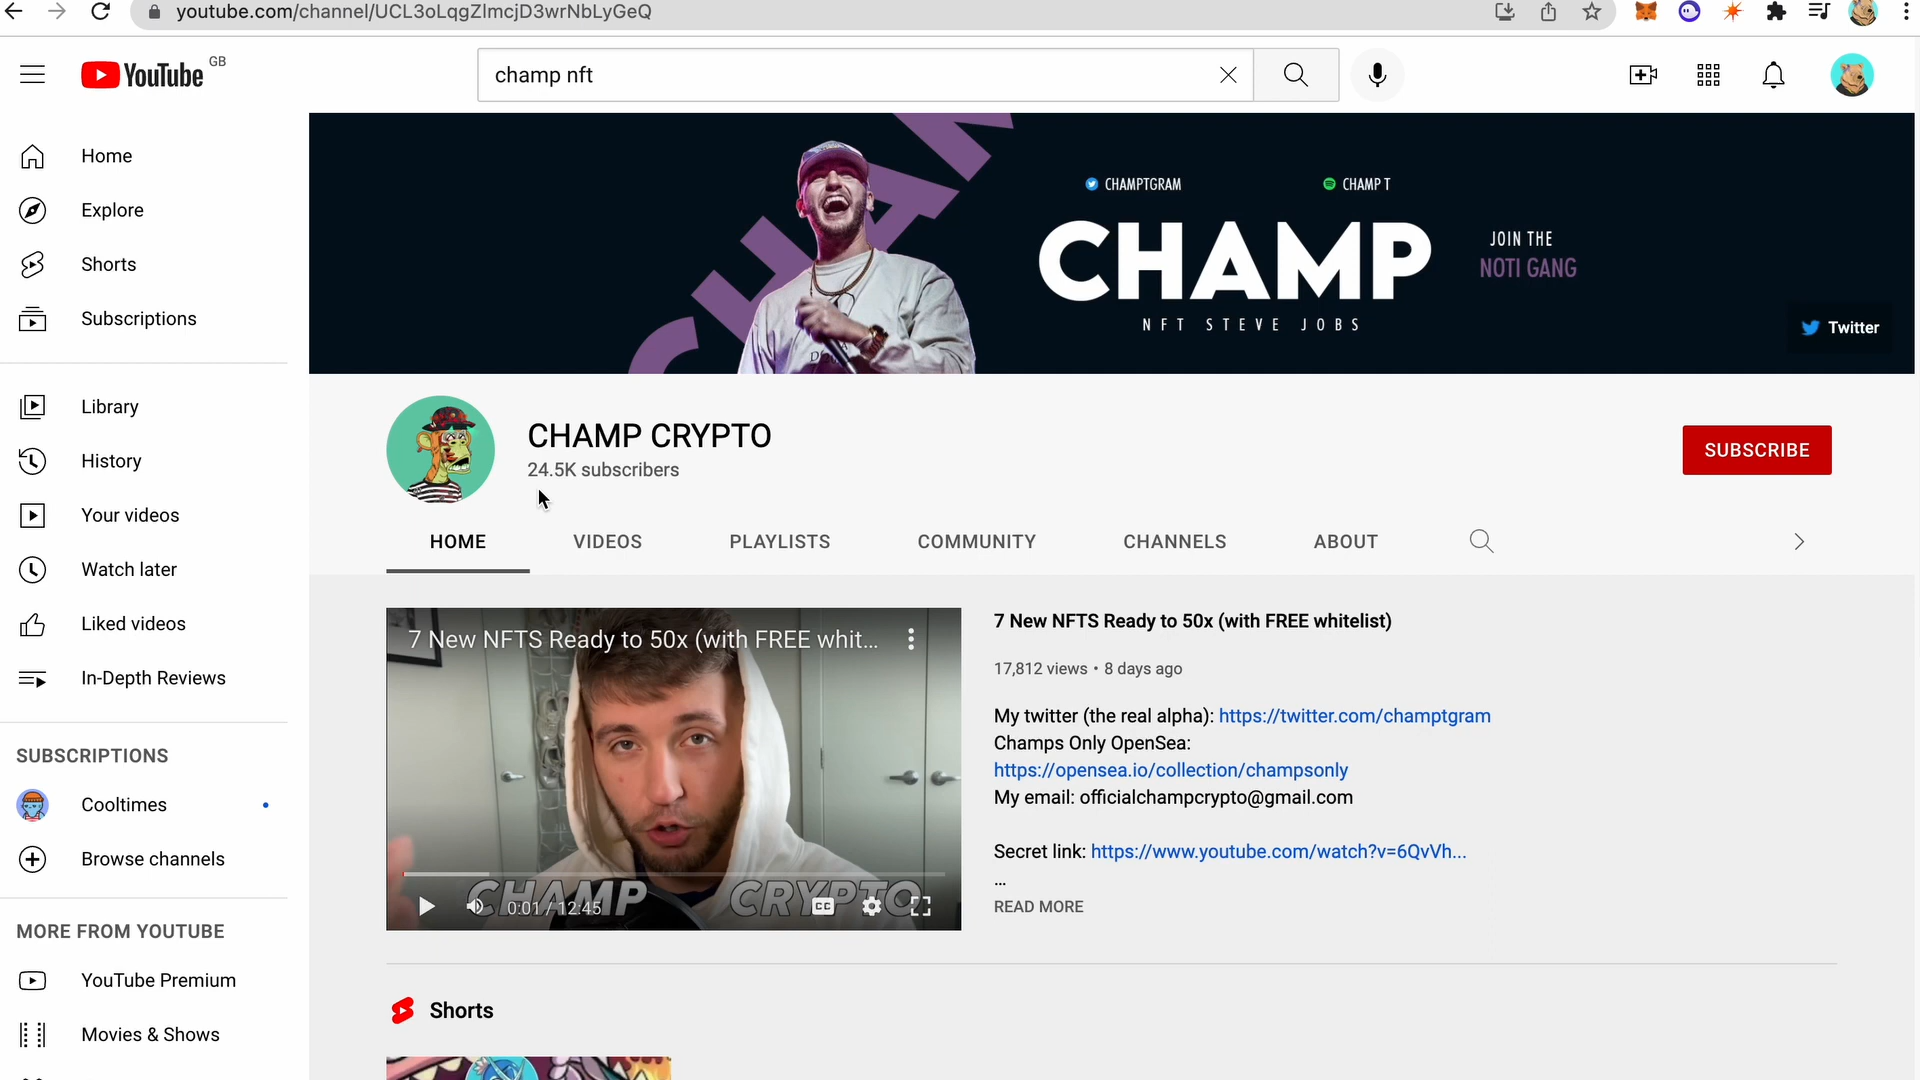 youtube.com/channel/UCL3oLqgZlmcjD3wrNbLyGeQ
YouTube GB
champ nft
Home
Explore
Shorts
Subscriptions
Library
History
Your videos
Watch later
Liked videos
In-Depth Reviews
SUBSCRIPTIONS
Cooltimes
Browse channels
MORE FROM YOUTUBE
YouTube Premium
Movies & Shows
CHAMPTGRAM
CHAMP T
CHAMP
NFT STEVE JOBS
JOIN THE
NOTI GANG
Twitter
CHAMP CRYPTO
24.5K subscribers
SUBSCRIBE
HOME
VIDEOS
PLAYLISTS
COMMUNITY
CHANNELS
ABOUT
7 New NFTS Ready to 50x (with FREE whit...
CHAMP CRYPTO
0:01 / 12:45
CC
7 New NFTS Ready to 50x (with FREE whitelist)
17,812 views • 8 days ago
My twitter (the real alpha): https://twitter.com/champtgram
Champs Only OpenSea:
https://opensea.io/collection/champsonly
My email: officialchampcrypto@gmail.com
Secret link: https://www.youtube.com/watch?v=6QvVh...
...
READ MORE
Shorts